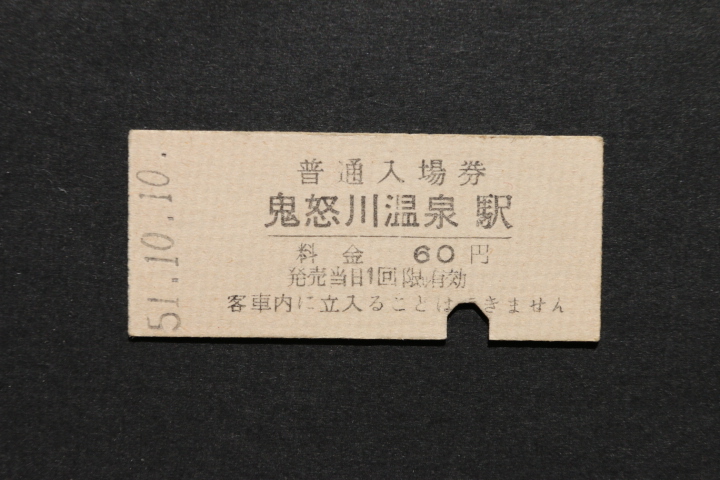 普通入場券
鬼怒川温泉駅
料金 60円
発売当日1回限有効
客車内に立入ることはできません
51.10.10.